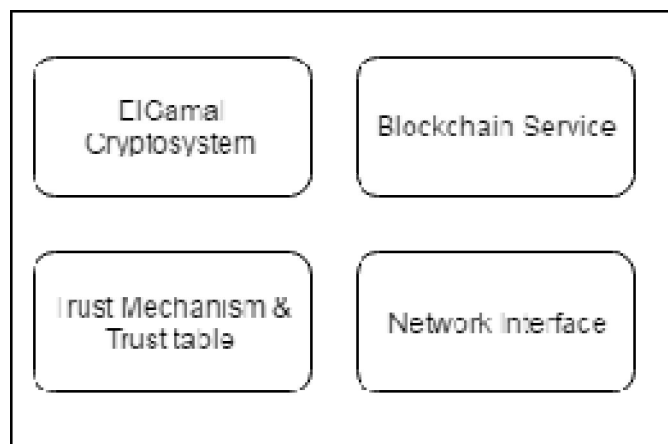 ElGamal
Cryptosystem
Blockchain Service
Trust Mechanism &
Trust table
Network Interface